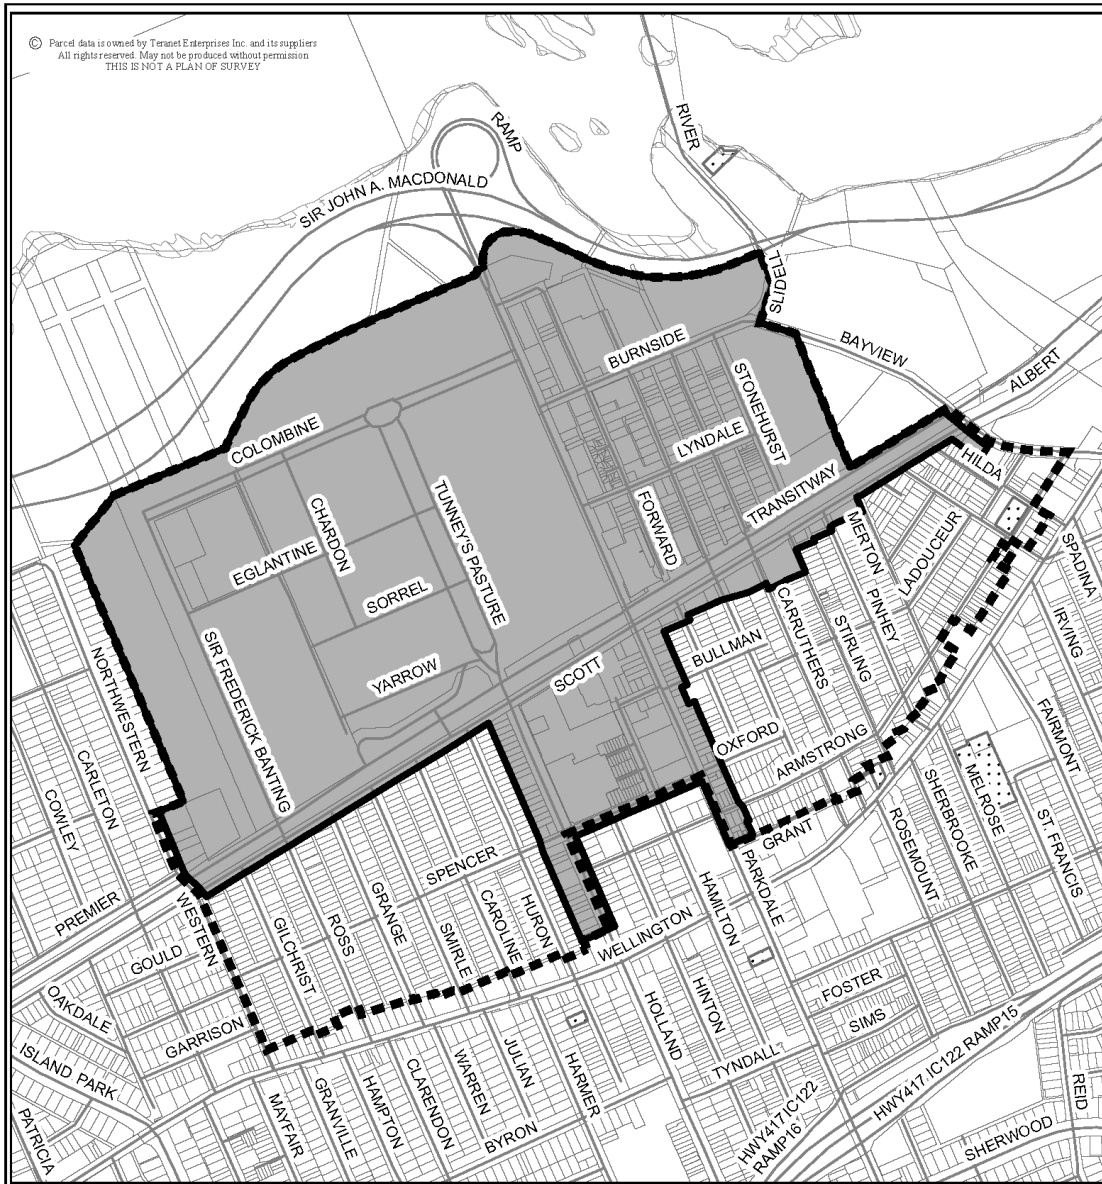 © Parcel data is owned by Teranet Enterprises Inc. and its suppliers
All rights reserved. May not be produced without permission
THIS IS NOT A PLAN OF SURVEY
RIVER
RAMP
SIR JOHN A. MACDONALD
SLIDELL
BURNSIDE
BAYVIEW
ALBERT
STONEHURST
COLOMBINE
LYNDALE
HILDA
TRANSITWAY
TUNNEY'S PASTURE
CHARDON
FORWARD
MERTON
LADOUCEUR
SPADINA
EGLANTINE
SORREL
PINHEY
CARRUTHERS
STIRLING
IRVING
BULLMAN
SCOTT
YARROW
NORTHWESTERN
SIR FREDERICK BANTING
FAIRMONT
OXFORD
ARMSTRONG
CARLETON
COWLEY
SHERBROOKE
MELROSE
ROSEMOUNT
ST. FRANCIS
GRANT
PARKDALE
SPENCER
HAMILTON
PREMIER
WESTERN
GRANGE
CAROLINE
HURON
ROSS
SMIRLE
GILCHRIST
WELLINGTON
GOULD
FOSTER
HINTON
HOLLAND
SIMS
OAKDALE
GARRISON
HWY417 IC122 RAMP15
TYNDALL
ISLAND PARK
JULIAN
WARREN
HARMER
CLARENDON
HAMPTON
GRANVILLE
MAYFAIR
BYRON
HWY417 IC122
RAMP16
REID
SHERWOOD
PATRICIA